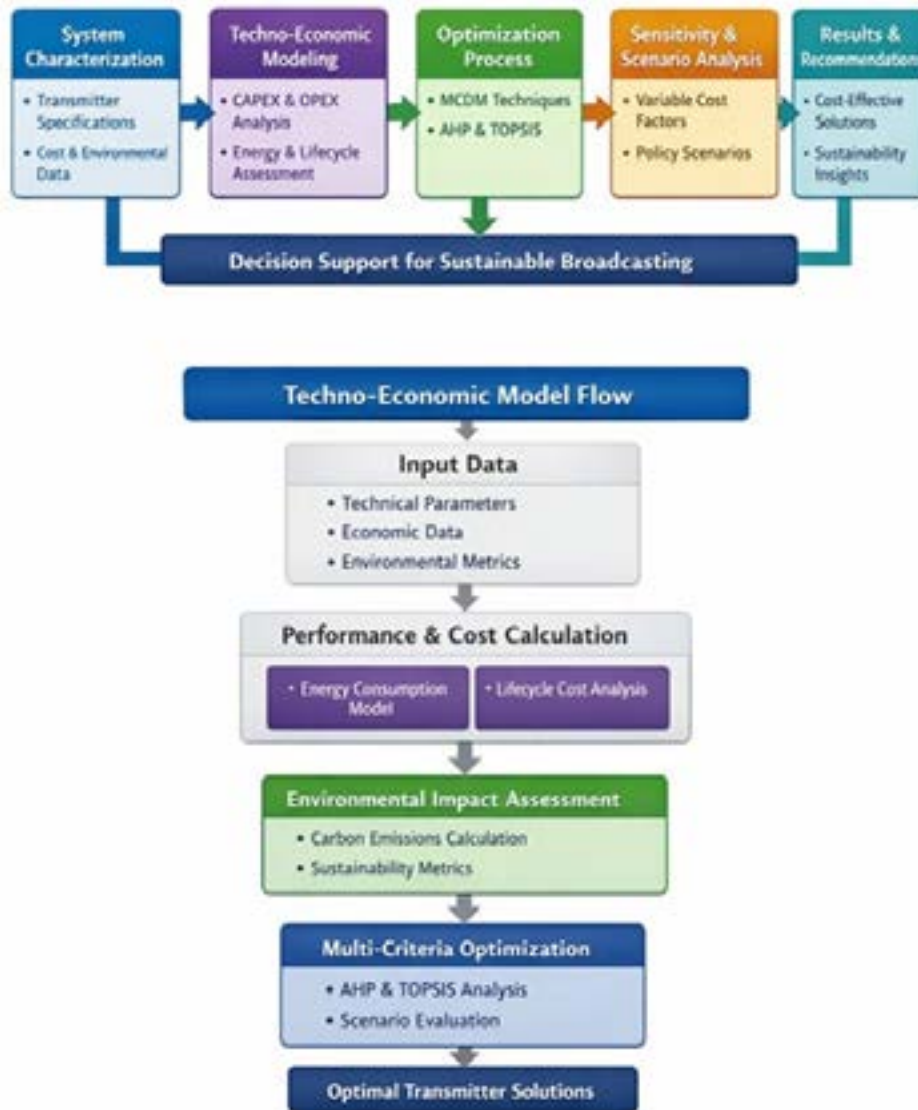 System
Characterization
• Transmitter
Specifications
• Cost & Environmental
Data
Techno-Economic
Modeling
• CAPEX & OPEX
Analysis
• Energy & Lifecycle
Assessment
Optimization
Process
• MCDM Techniques
• AHP & TOPSIS
Sensitivity &
Scenario Analysis
• Variable Cost
Factors
• Policy Scenarios
Results &
Recommendation
• Cost-Effective
Solutions
• Sustainability
Insights
Decision Support for Sustainable Broadcasting
Techno-Economic Model Flow
Input Data
• Technical Parameters
• Economic Data
• Environmental Metrics
Performance & Cost Calculation
• Energy Consumption
Model
• Lifecycle Cost Analysis
Environmental Impact Assessment
• Carbon Emissions Calculation
• Sustainability Metrics
Multi-Criteria Optimization
• AHP & TOPSIS Analysis
• Scenario Evaluation
Optimal Transmitter Solutions